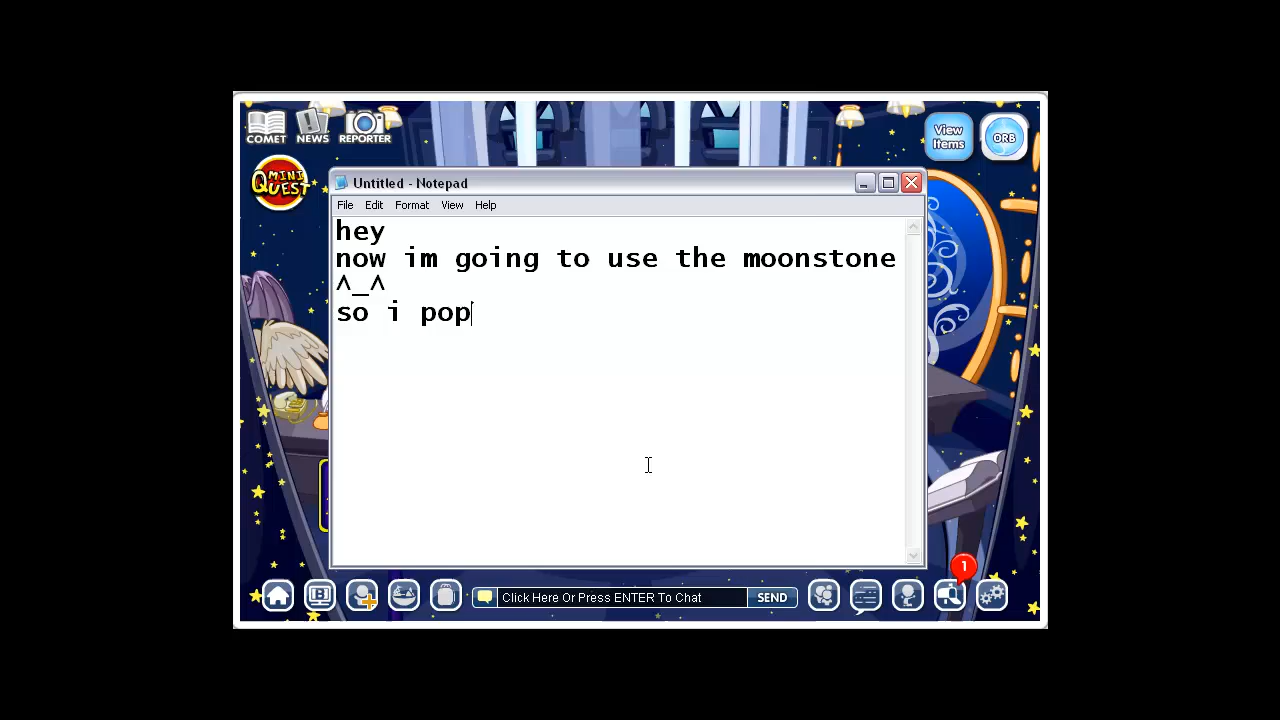 COMET
NEWS
REPORTER
View
Items
ORB
MINI
QUEST
Untitled - Notepad
File Edit Format View Help
hey
now im going to use the moonstone
^_^
so i pop
1
Click Here Or Press ENTER To Chat
SEND